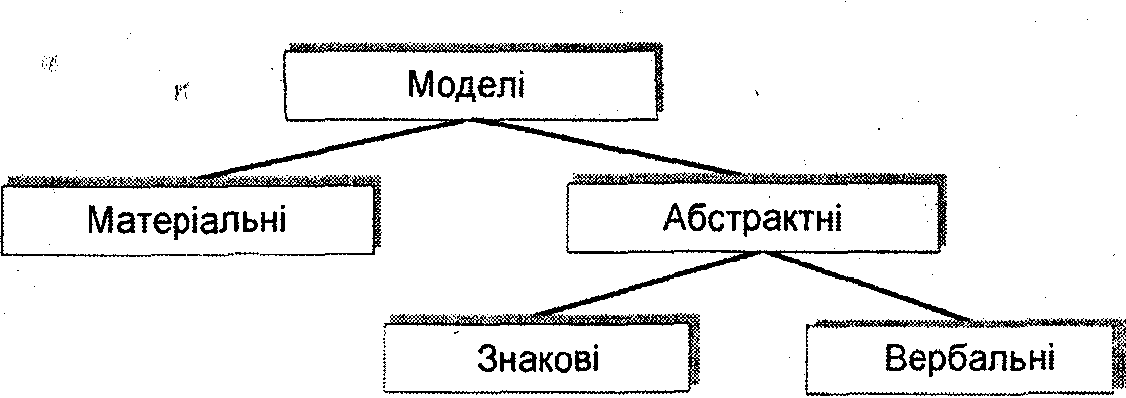 Моделі
Матеріальні
Абстрактні
Знакові
Вербальні